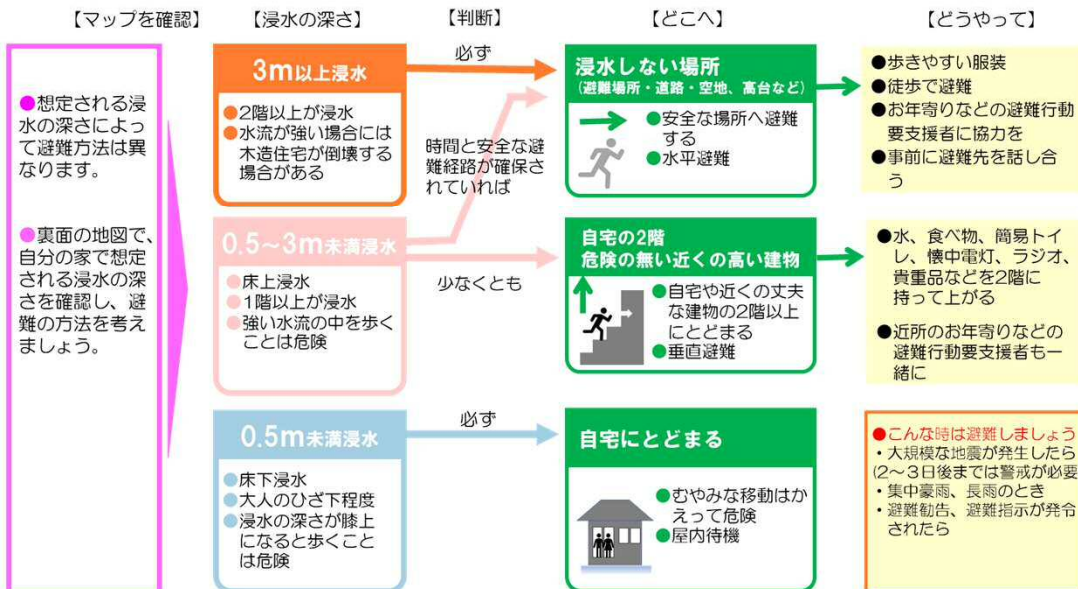 【マップを確認】
【浸水の深さ】
【判断】
【どこへ】
【どうやって】
●想定される浸
水の深さによっ
て避難方法は異
なります。
●裏面の地図で、
自分の家で想定
される浸水の深
さを確認し、避
難の方法を考え
ましょう。
3m以上浸水
●2階以上が浸水
●水流が強い場合には
木造住宅が倒壊する
場合がある
必ず
浸水しない場所
(避難場所・道路・空地、高台など)
●安全な場所へ避難
する
●水平避難
●歩きやすい服装
●徒歩で避難
●お年寄りなどの避難行動
要支援者に協力を
●事前に避難先を話し合
う
時間と安全な避
難経路が確保さ
れていれば
0.5～3m未満浸水
●床上浸水
●1階以上が浸水
●強い水流の中を歩く
ことは危険
少なくとも
自宅の2階
危険の無い近くの高い建物
●自宅や近くの丈夫
な建物の2階以上
にとどまる
●垂直避難
●水、食べ物、簡易トイ
レ、懐中電灯、ラジオ、
貴重品などを2階に
持って上がる
●近所のお年寄りなどの
避難行動要支援者も一
緒に
0.5m未満浸水
●床下浸水
●大人のひざ下程度
●浸水の深さが膝上
になると歩くこと
は危険
必ず
自宅にとどまる
●むやみな移動はか
えって危険
●屋内待機
●こんな時は避難しましょう
・大規模な地震が発生したら
(2～3日後までは警戒が必要
・集中豪雨、長雨のとき
・避難勧告、避難指示が発令
されたら